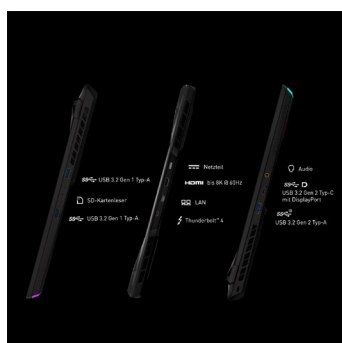 USB 3.2 Gen 1 Typ-A
SD-Kartenleser
USB 3.2 Gen 1 Typ-A
Netzteil
HDMI bis 8K @ 60Hz
LAN
Thunderbolt™ 4
Audio
USB 3.2 Gen 2 Typ-C
mit DisplayPort
USB 3.2 Gen 2 Typ-A